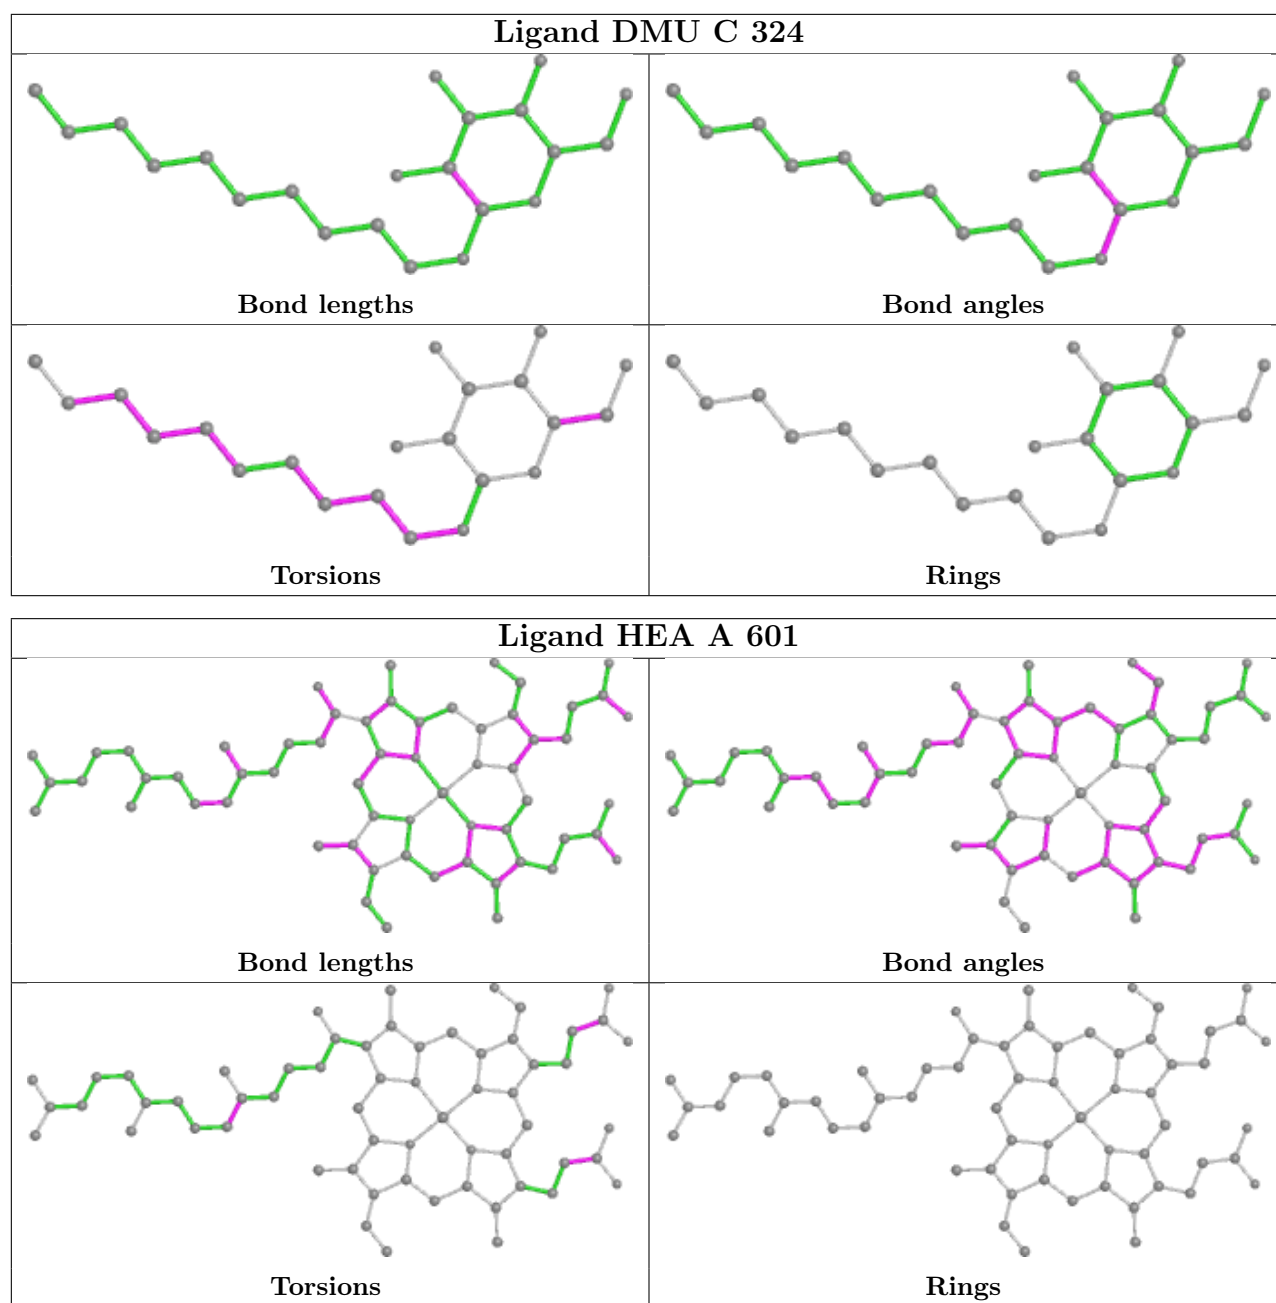 Ligand DMU C 324
Bond lengths
Bond angles
Torsions
Rings
Ligand HEA A 601
Bond lengths
Bond angles
Torsions
Rings